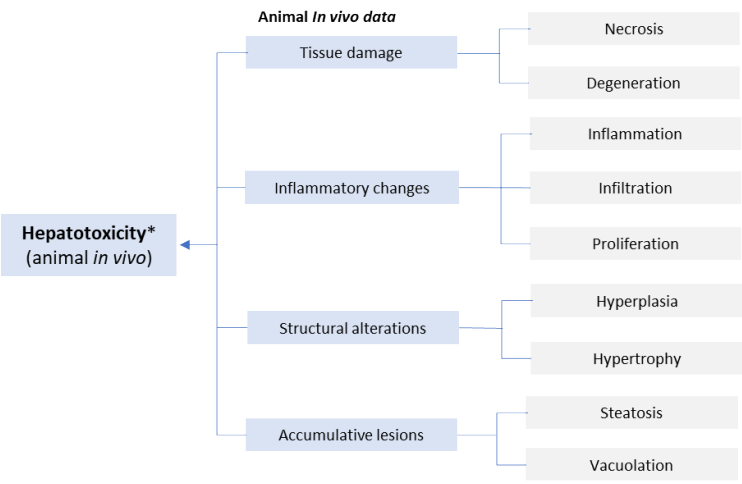 Animal In vivo data
Tissue damage
Necrosis
Degeneration
Inflammatory changes
Inflammation
Infiltration
Proliferation
Hepatotoxicity*
(animal in vivo)
Structural alterations
Hyperplasia
Hypertrophy
Accumulative lesions
Steatosis
Vacuolation